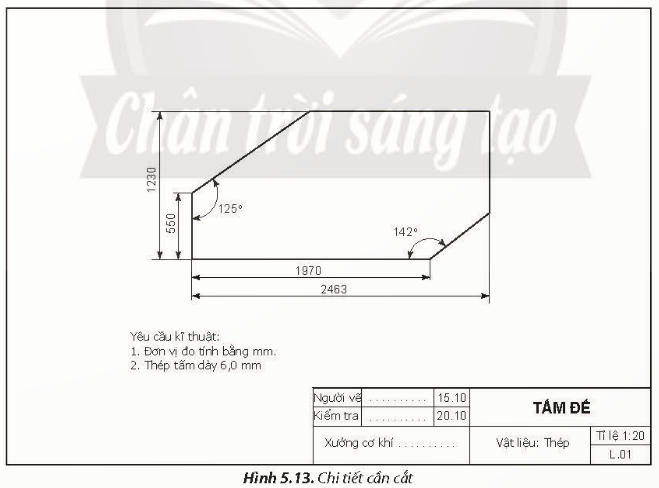 Chân trời sáng tạo
1230
550
125°
142°
1970
2463
Yêu cầu kĩ thuật:
1. Đơn vị đo tính bằng mm.
2. Thép tấm dày 6,0 mm
Người vẽ .......... 15.10
Kiểm tra .......... 20.10
TẤM ĐẾ
Xưởng cơ khí ..........
Vật liệu: Thép
Tỉ lệ 1:20
L.01
Hình 5.13. Chi tiết cần cắt